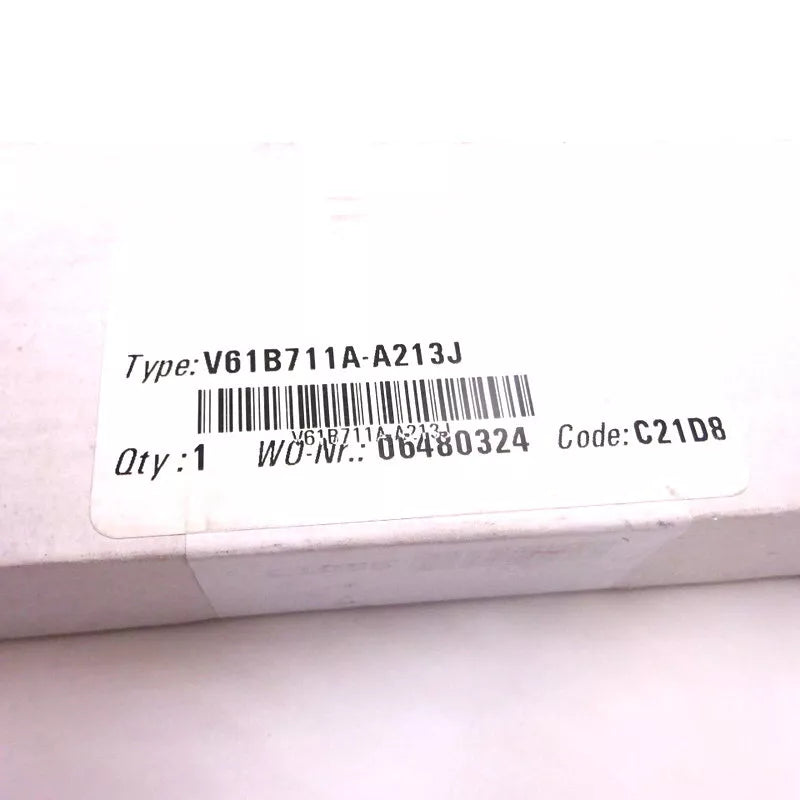 Type: V61B711A-A213J
V61B711A-A213J
Qty :1 WO-Nr.: 06480324 Code: C21D8